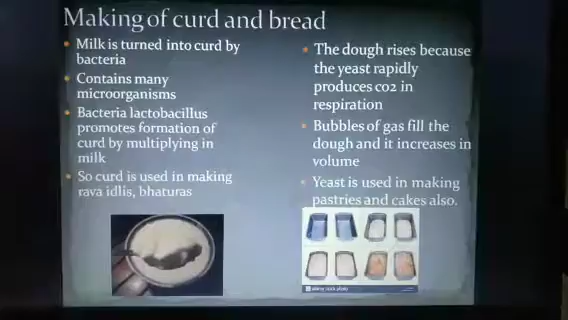 Making of curd and bread
Milk is turned into curd by
bacteria
Contains many
microorganisms
Bacteria lactobacillus
promotes formation of
curd by multiplying in
milk
So curd is used in making
rava idlis, bhaturas
The dough rises because
the yeast rapidly
produces co2 in
respiration
Bubbles of gas fill the
dough and it increases in
volume
Yeast is used in making
pastries and cakes also.